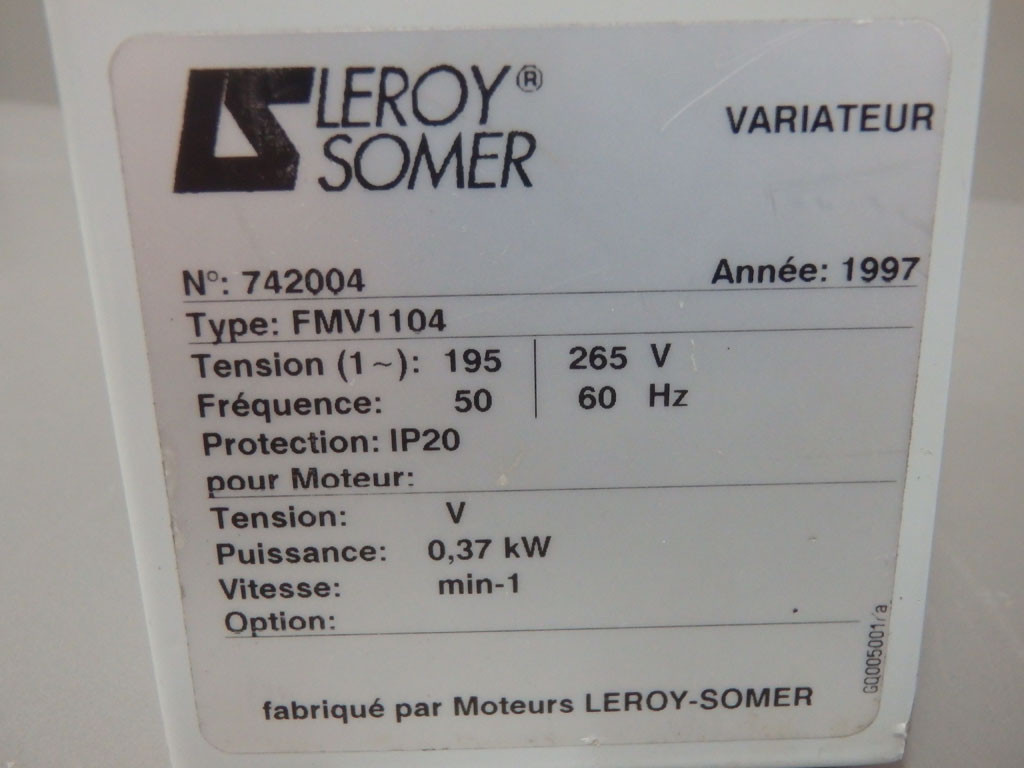 LEROY®
SOMER
VARIATEUR
N°: 742004 Année: 1997
Type: FMV1104
Tension (1~): 195 265 V
Fréquence: 50 60 Hz
Protection: IP20
pour Moteur:
Tension: V
Puissance: 0,37 kW
Vitesse: min-1
Option:
GQ005001/a
fabriqué par Moteurs LEROY-SOMER